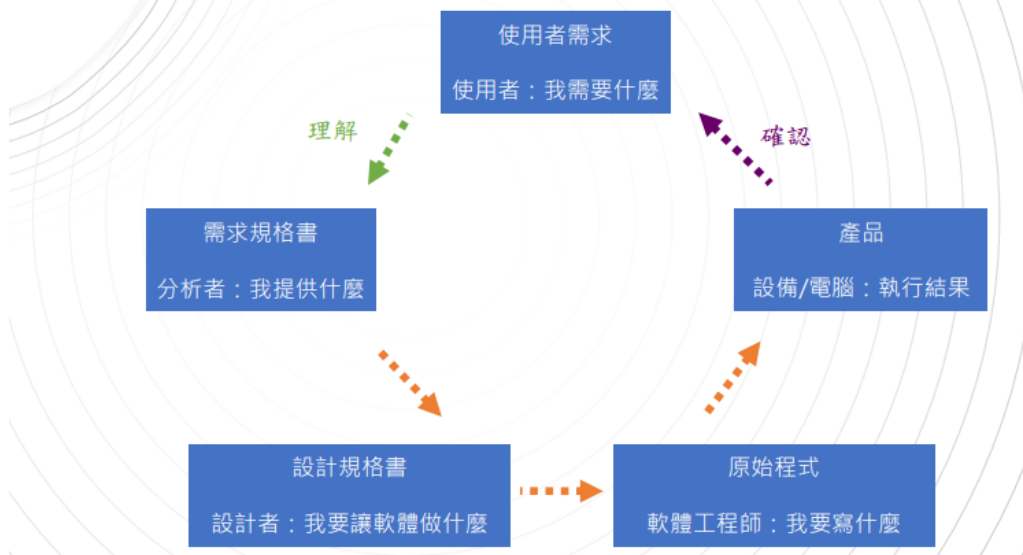 使用者需求
使用者：我需要什麼
理解
確認
需求規格書
分析者：我提供什麼
產品
設備/電腦：執行結果
設計規格書
設計者：我要讓軟體做什麼
原始程式
軟體工程師：我要寫什麼